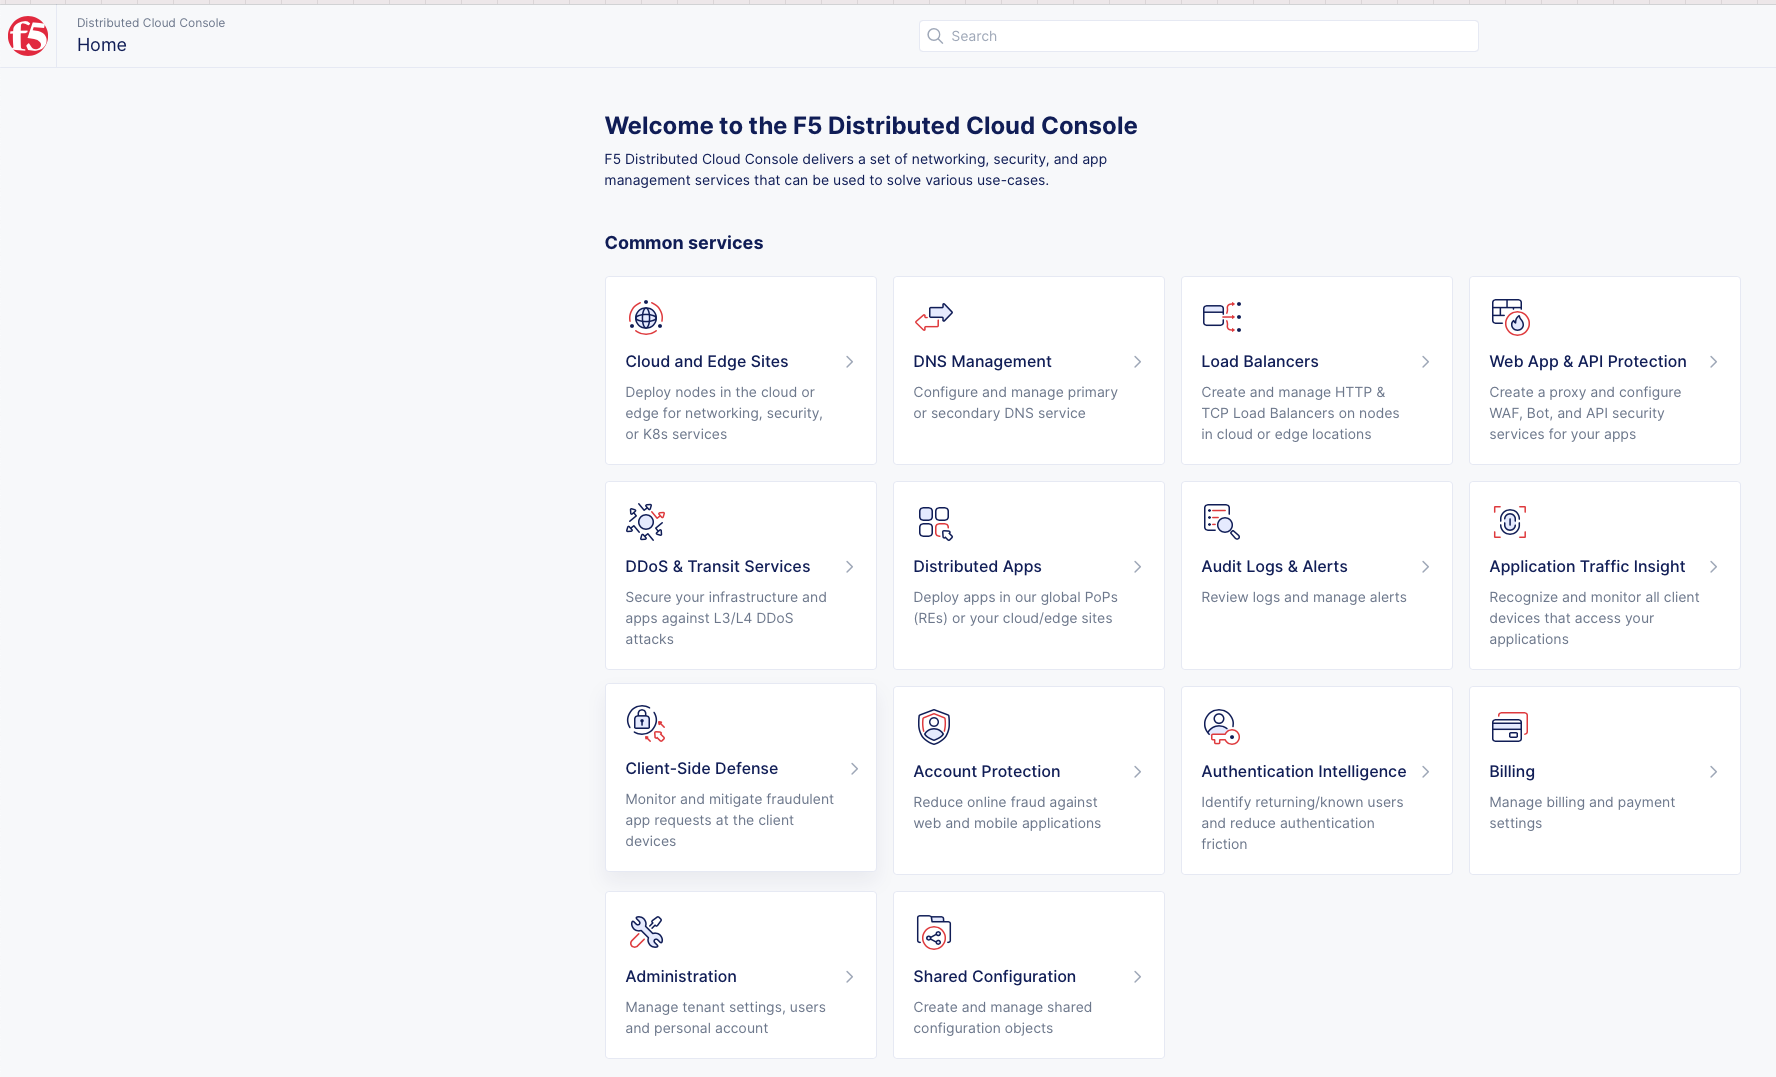 f5
Distributed Cloud Console
Home
Search
Welcome to the F5 Distributed Cloud Console
F5 Distributed Cloud Console delivers a set of networking, security, and app
management services that can be used to solve various use-cases.
Common services
Cloud and Edge Sites
Deploy nodes in the cloud or
edge for networking, security,
or K8s services
DNS Management
Configure and manage primary
or secondary DNS service
Load Balancers
Create and manage HTTP &
TCP Load Balancers on nodes
in cloud or edge locations
Web App & API Protection
Create a proxy and configure
WAF, Bot, and API security
services for your apps
DDoS & Transit Services
Secure your infrastructure and
apps against L3/L4 DDoS
attacks
Distributed Apps
Deploy apps in our global PoPs
(REs) or your cloud/edge sites
Audit Logs & Alerts
Review logs and manage alerts
Application Traffic Insight
Recognize and monitor all client
devices that access your
applications
Client-Side Defense
Monitor and mitigate fraudulent
app requests at the client
devices
Account Protection
Reduce online fraud against
web and mobile applications
Authentication Intelligence
Identify returning/known users
and reduce authentication
friction
Billing
Manage billing and payment
settings
Administration
Manage tenant settings, users
and personal account
Shared Configuration
Create and manage shared
configuration objects